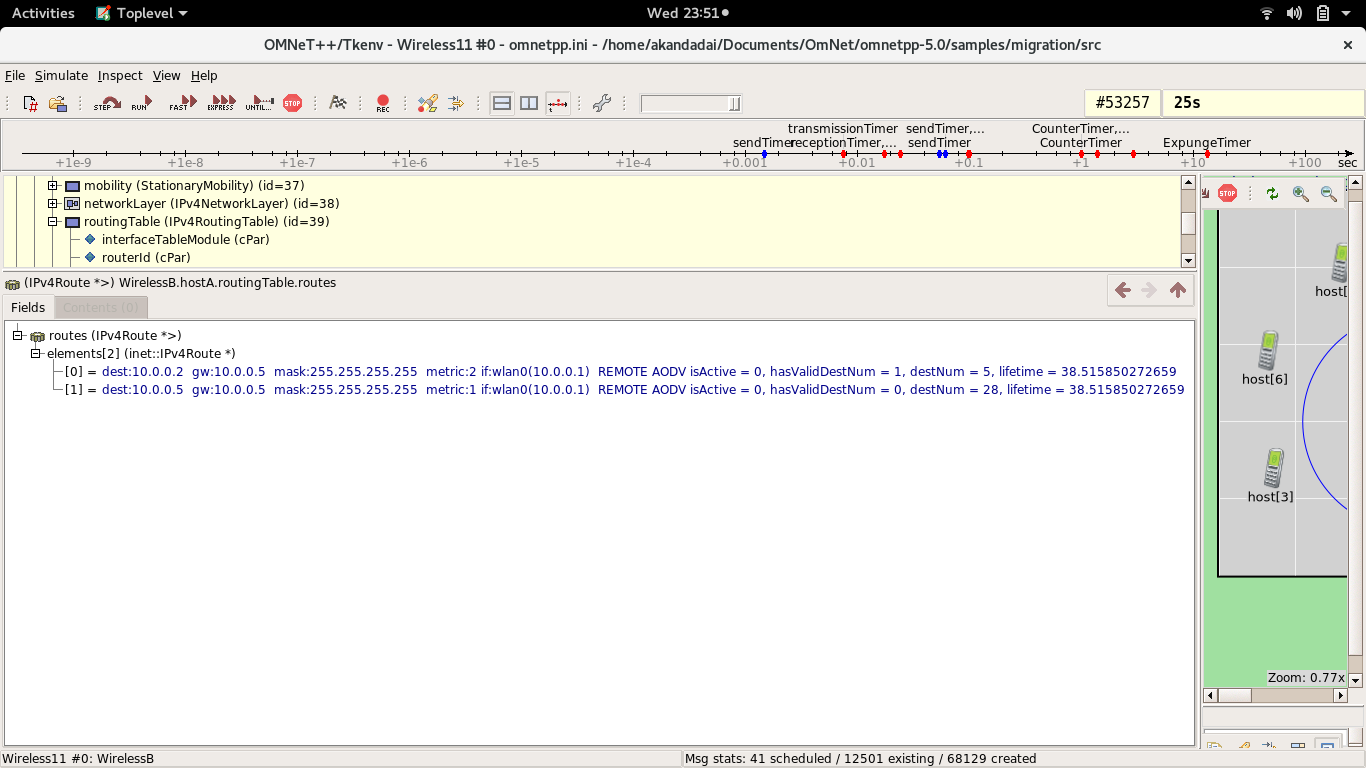 Activities Toplevel Wed 23:51
OMNeT++/Tkenv - Wireless11 #0 - omnetpp.ini - /home/akandadai/Documents/OmNet/omnetpp-5.0/samples/migration/src
File Simulate Inspect View Help
STEP RUN FAST EXPRESS UNTIL... STOP REC #53257 25s
transmissionTimer sendTimer,... CounterTimer,...
sendTimer receptionTimer,... sendTimer CounterTimer ExpungeTimer
+1e-9 +1e-8 +1e-7 +1e-6 +1e-5 +1e-4 +0.001 +0.01 +0.1 +1 +10 +100 sec
mobility (StationaryMobility) (id=37)
networkLayer (IPv4NetworkLayer) (id=38)
routingTable (IPv4RoutingTable) (id=39)
interfaceTableModule (cPar)
routerId (cPar)
(IPv4Route *>) WirelessB.hostA.routingTable.routes
Fields Contents (0)
routes (IPv4Route *>)
elements[2] (inet::IPv4Route *)
[0] = dest:10.0.0.2 gw:10.0.0.5 mask:255.255.255.255 metric:2 if:wlan0(10.0.0.1) REMOTE AODV isActive = 0, hasValidDestNum = 1, destNum = 5, lifetime = 38.515850272659
[1] = dest:10.0.0.5 gw:10.0.0.5 mask:255.255.255.255 metric:1 if:wlan0(10.0.0.1) REMOTE AODV isActive = 0, hasValidDestNum = 0, destNum = 28, lifetime = 38.515850272659
STOP
host[
host[6]
host[3]
Zoom: 0.77x
Wireless11 #0: WirelessB
Msg stats: 41 scheduled / 12501 existing / 68129 created